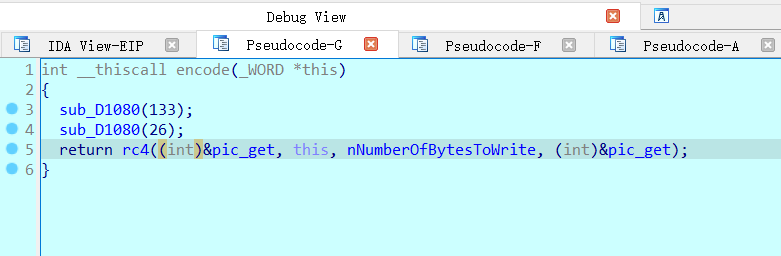 Debug View
IDA View-EIP Pseudocode-G Pseudocode-F Pseudocode-A
1 int __thiscall encode(_WORD *this)
2 {
3 sub_D1080(133);
4 sub_D1080(26);
5 return rc4((int)&pic_get, this, nNumberOfBytesToWrite, (int)&pic_get);
6 }